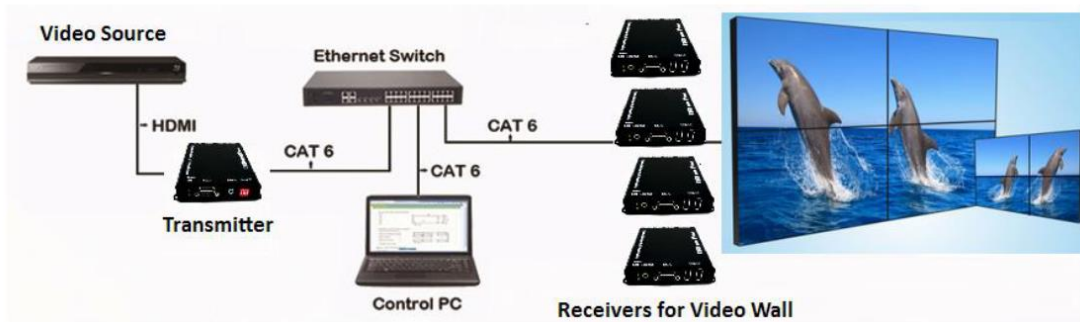 Video Source
Ethernet Switch
HDMI
CAT 6
CAT 6
CAT 6
Transmitter
Control PC
Receivers for Video Wall